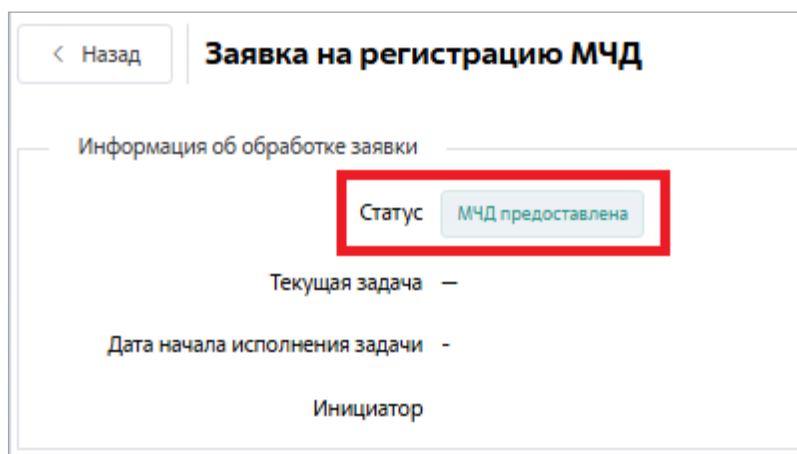 < Назад
Заявка на регистрацию МЧД
Информация об обработке заявки
Статус МЧД предоставлена
Текущая задача —
Дата начала исполнения задачи -
Инициатор